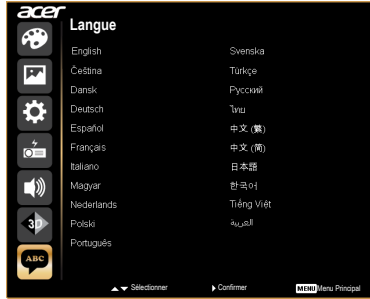 acer
Langue
English
Čeština
Dansk
Deutsch
Español
Français
Italiano
Magyar
Nederlands
Polski
Português
Svenska
Türkçe
Русский
ไทย
中文 (繁)
中文 (简)
日本語
한국어
Tiếng Việt
العربية
3D
ABC
Sélectionner
Confirmer
MENU Menu Principal